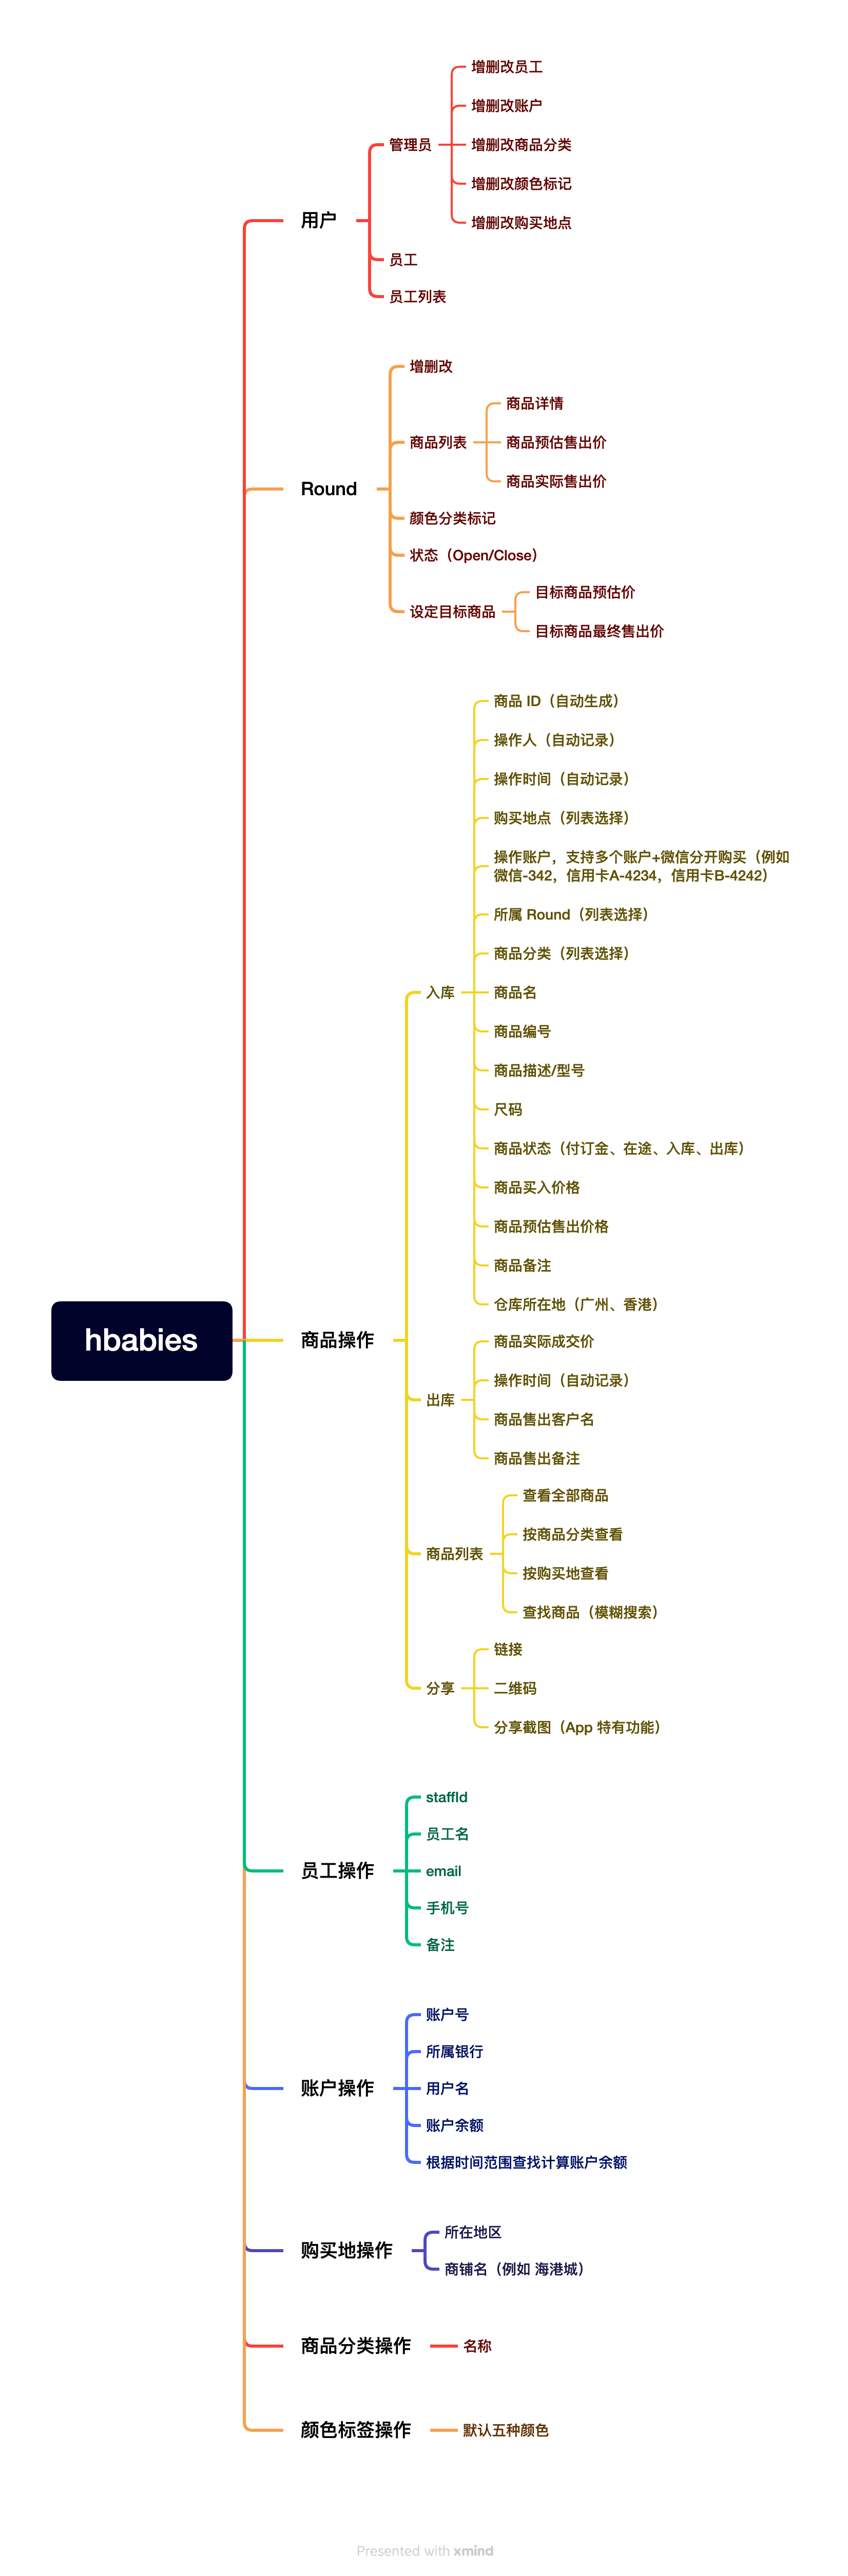 hbabies
用户
管理员
增删改员工
增删改账户
增删改商品分类
增删改颜色标记
增删改购买地点
员工
员工列表
Round
增删改
商品列表
商品详情
商品预估售出价
商品实际售出价
颜色分类标记
状态（Open/Close）
设定目标商品
目标商品预估价
目标商品最终售出价
商品操作
入库
商品 ID（自动生成）
操作人（自动记录）
操作时间（自动记录）
购买地点（列表选择）
操作账户，支持多个账户+微信分开购买（例如
微信-342，信用卡A-4234，信用卡B-4242）
所属 Round（列表选择）
商品分类（列表选择）
商品名
商品编号
商品描述/型号
尺码
商品状态（付订金、在途、入库、出库）
商品买入价格
商品预估售出价格
商品备注
仓库所在地（广州、香港）
出库
商品实际成交价
操作时间（自动记录）
商品售出客户名
商品售出备注
商品列表
查看全部商品
按商品分类查看
按购买地查看
查找商品（模糊搜索）
分享
链接
二维码
分享截图（App 特有功能）
员工操作
staffId
员工名
email
手机号
备注
账户操作
账户号
所属银行
用户名
账户余额
根据时间范围查找计算账户余额
购买地操作
所在地区
商铺名（例如 海港城）
商品分类操作
名称
颜色标签操作
默认五种颜色
Presented with xmind